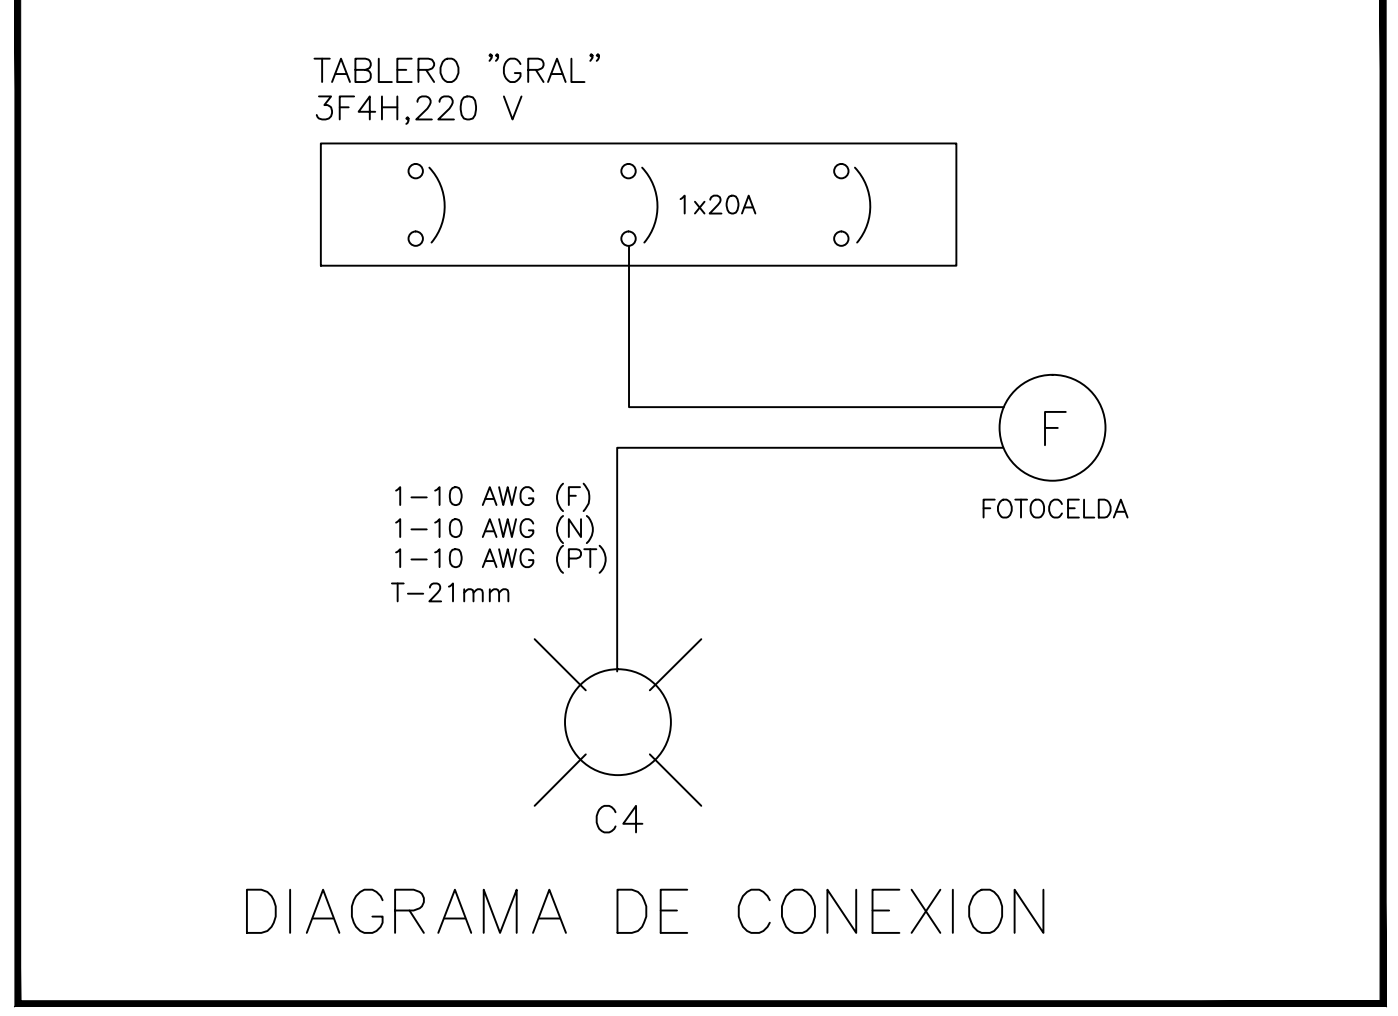 TABLERO "GRAL"
3F4H,220 V
1x20A
F
FOTOCELDA
1-10 AWG (F)
1-10 AWG (N)
1-10 AWG (PT)
T-21mm
C4
DIAGRAMA DE CONEXION